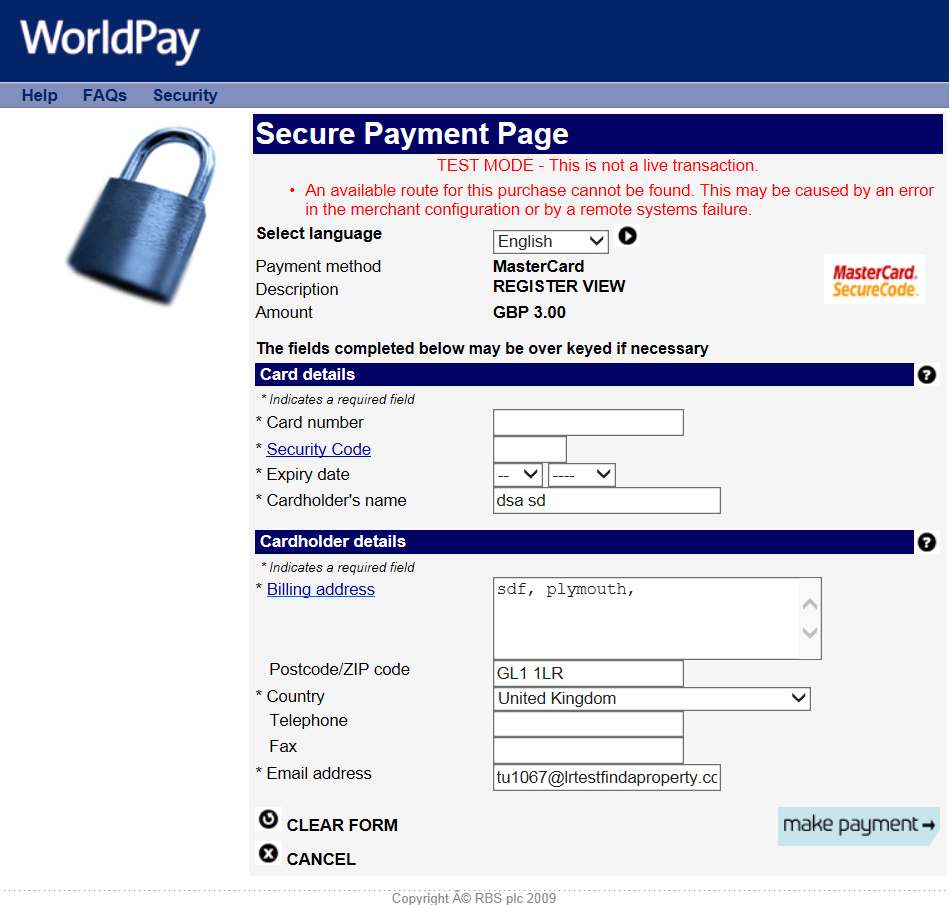 WorldPay
Help FAQs Security
Secure Payment Page
TEST MODE - This is not a live transaction.
• An available route for this purchase cannot be found. This may be caused by an error
in the merchant configuration or by a remote systems failure.
Select language English
Payment method MasterCard
MasterCard.
SecureCode.
Description REGISTER VIEW
Amount GBP 3.00
The fields completed below may be over keyed if necessary
Card details ?
* Indicates a required field
* Card number
* Security Code
* Expiry date -- ----
* Cardholder's name dsa sd
Cardholder details ?
* Indicates a required field
* Billing address sdf, plymouth,
Postcode/ZIP code GL1 1LR
* Country United Kingdom
Telephone
Fax
* Email address tu1067@lrtestfindaproperty.cc
CLEAR FORM
make payment→
CANCEL
Copyright Â© RBS plc 2009